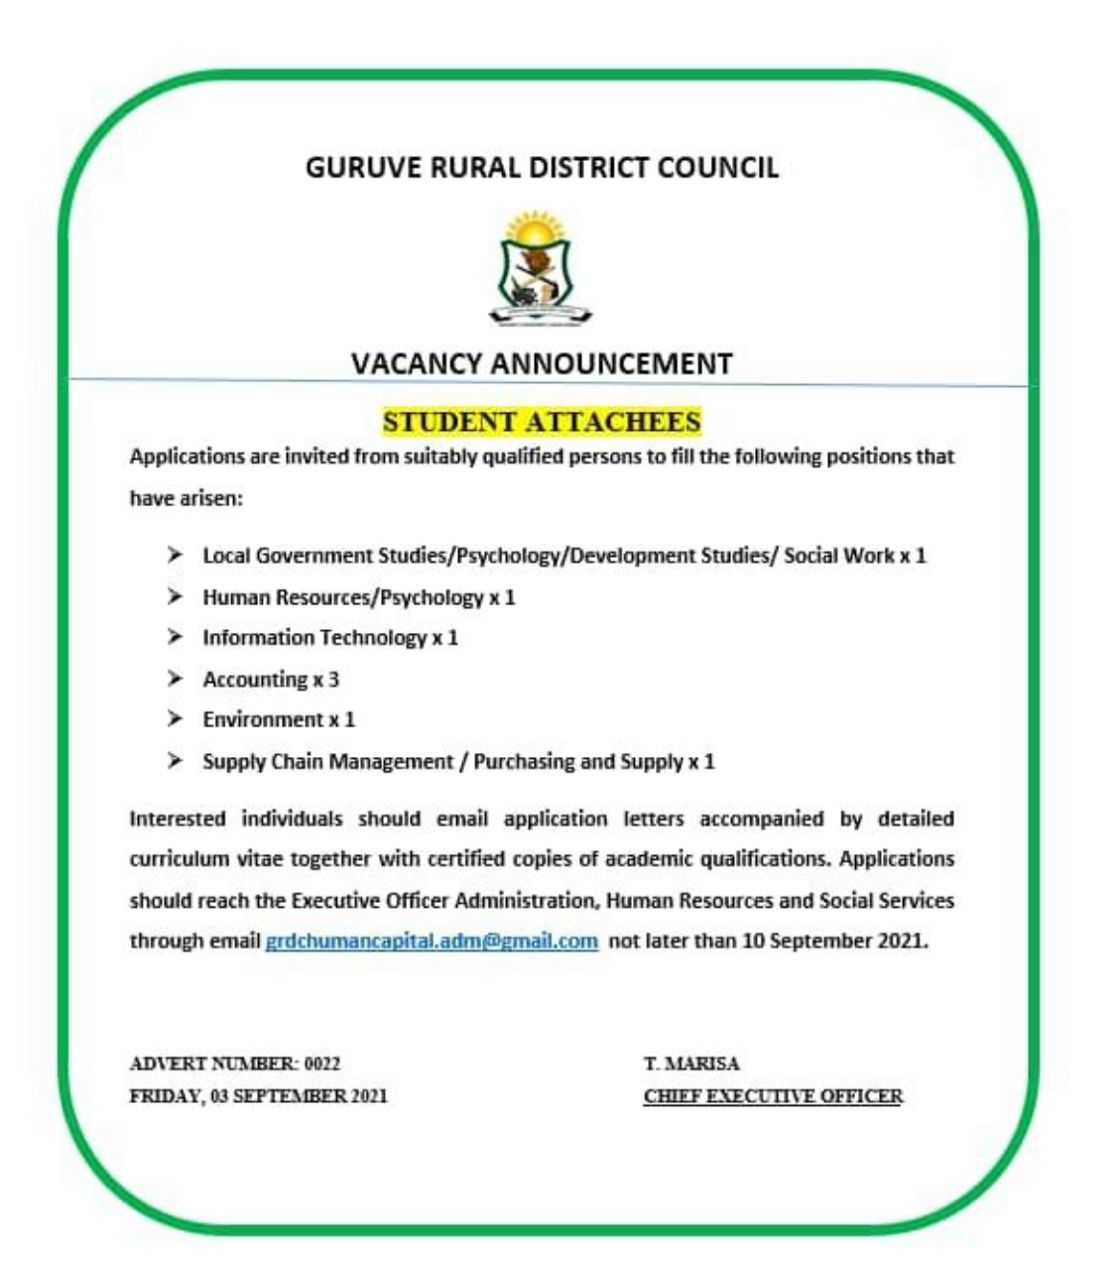 GURUVE RURAL DISTRICT COUNCIL
VACANCY ANNOUNCEMENT
STUDENT ATTACHEES
Applications are invited from suitably qualified persons to fill the following positions that
have arisen:
➢ Local Government Studies/Psychology/Development Studies/ Social Work x 1
➢ Human Resources/Psychology x 1
➢ Information Technology x 1
➢ Accounting x 3
➢ Environment x 1
➢ Supply Chain Management / Purchasing and Supply x 1
Interested individuals should email application letters accompanied by detailed
curriculum vitae together with certified copies of academic qualifications. Applications
should reach the Executive Officer Administration, Human Resources and Social Services
through email grdchumancapital.adm@gmail.com not later than 10 September 2021.
ADVERT NUMBER: 0022
T. MARISA
FRIDAY, 03 SEPTEMBER 2021
CHIEF EXECUTIVE OFFICER